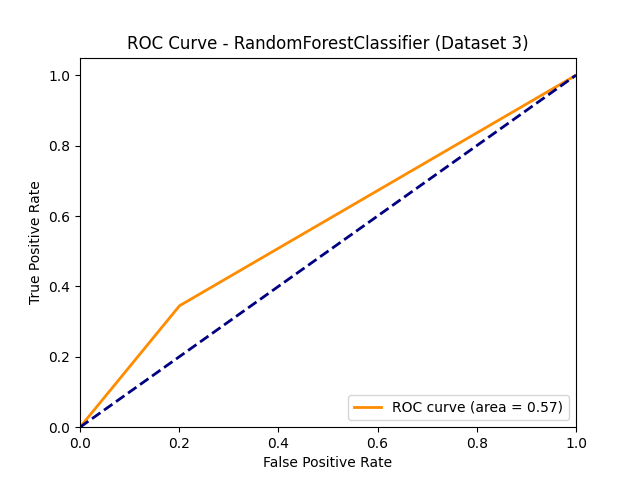 ROC Curve - RandomForestClassifier (Dataset 3)
True Positive Rate
1.0
0.8
0.6
0.4
0.2
0.0
ROC curve (area = 0.57)
0.0 0.2 0.4 0.6 0.8 1.0
False Positive Rate